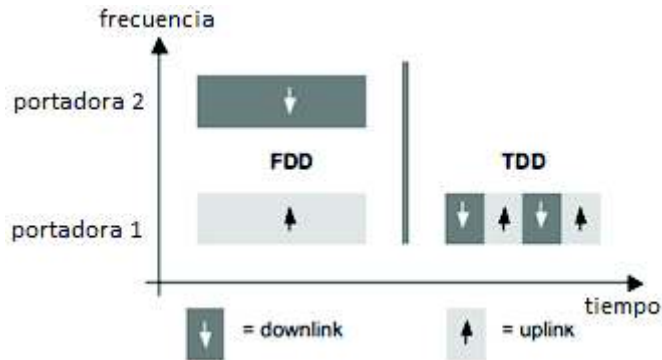 frecuencia
portadora 2
FDD
TDD
portadora 1
tiempo
= downlink
= uplink